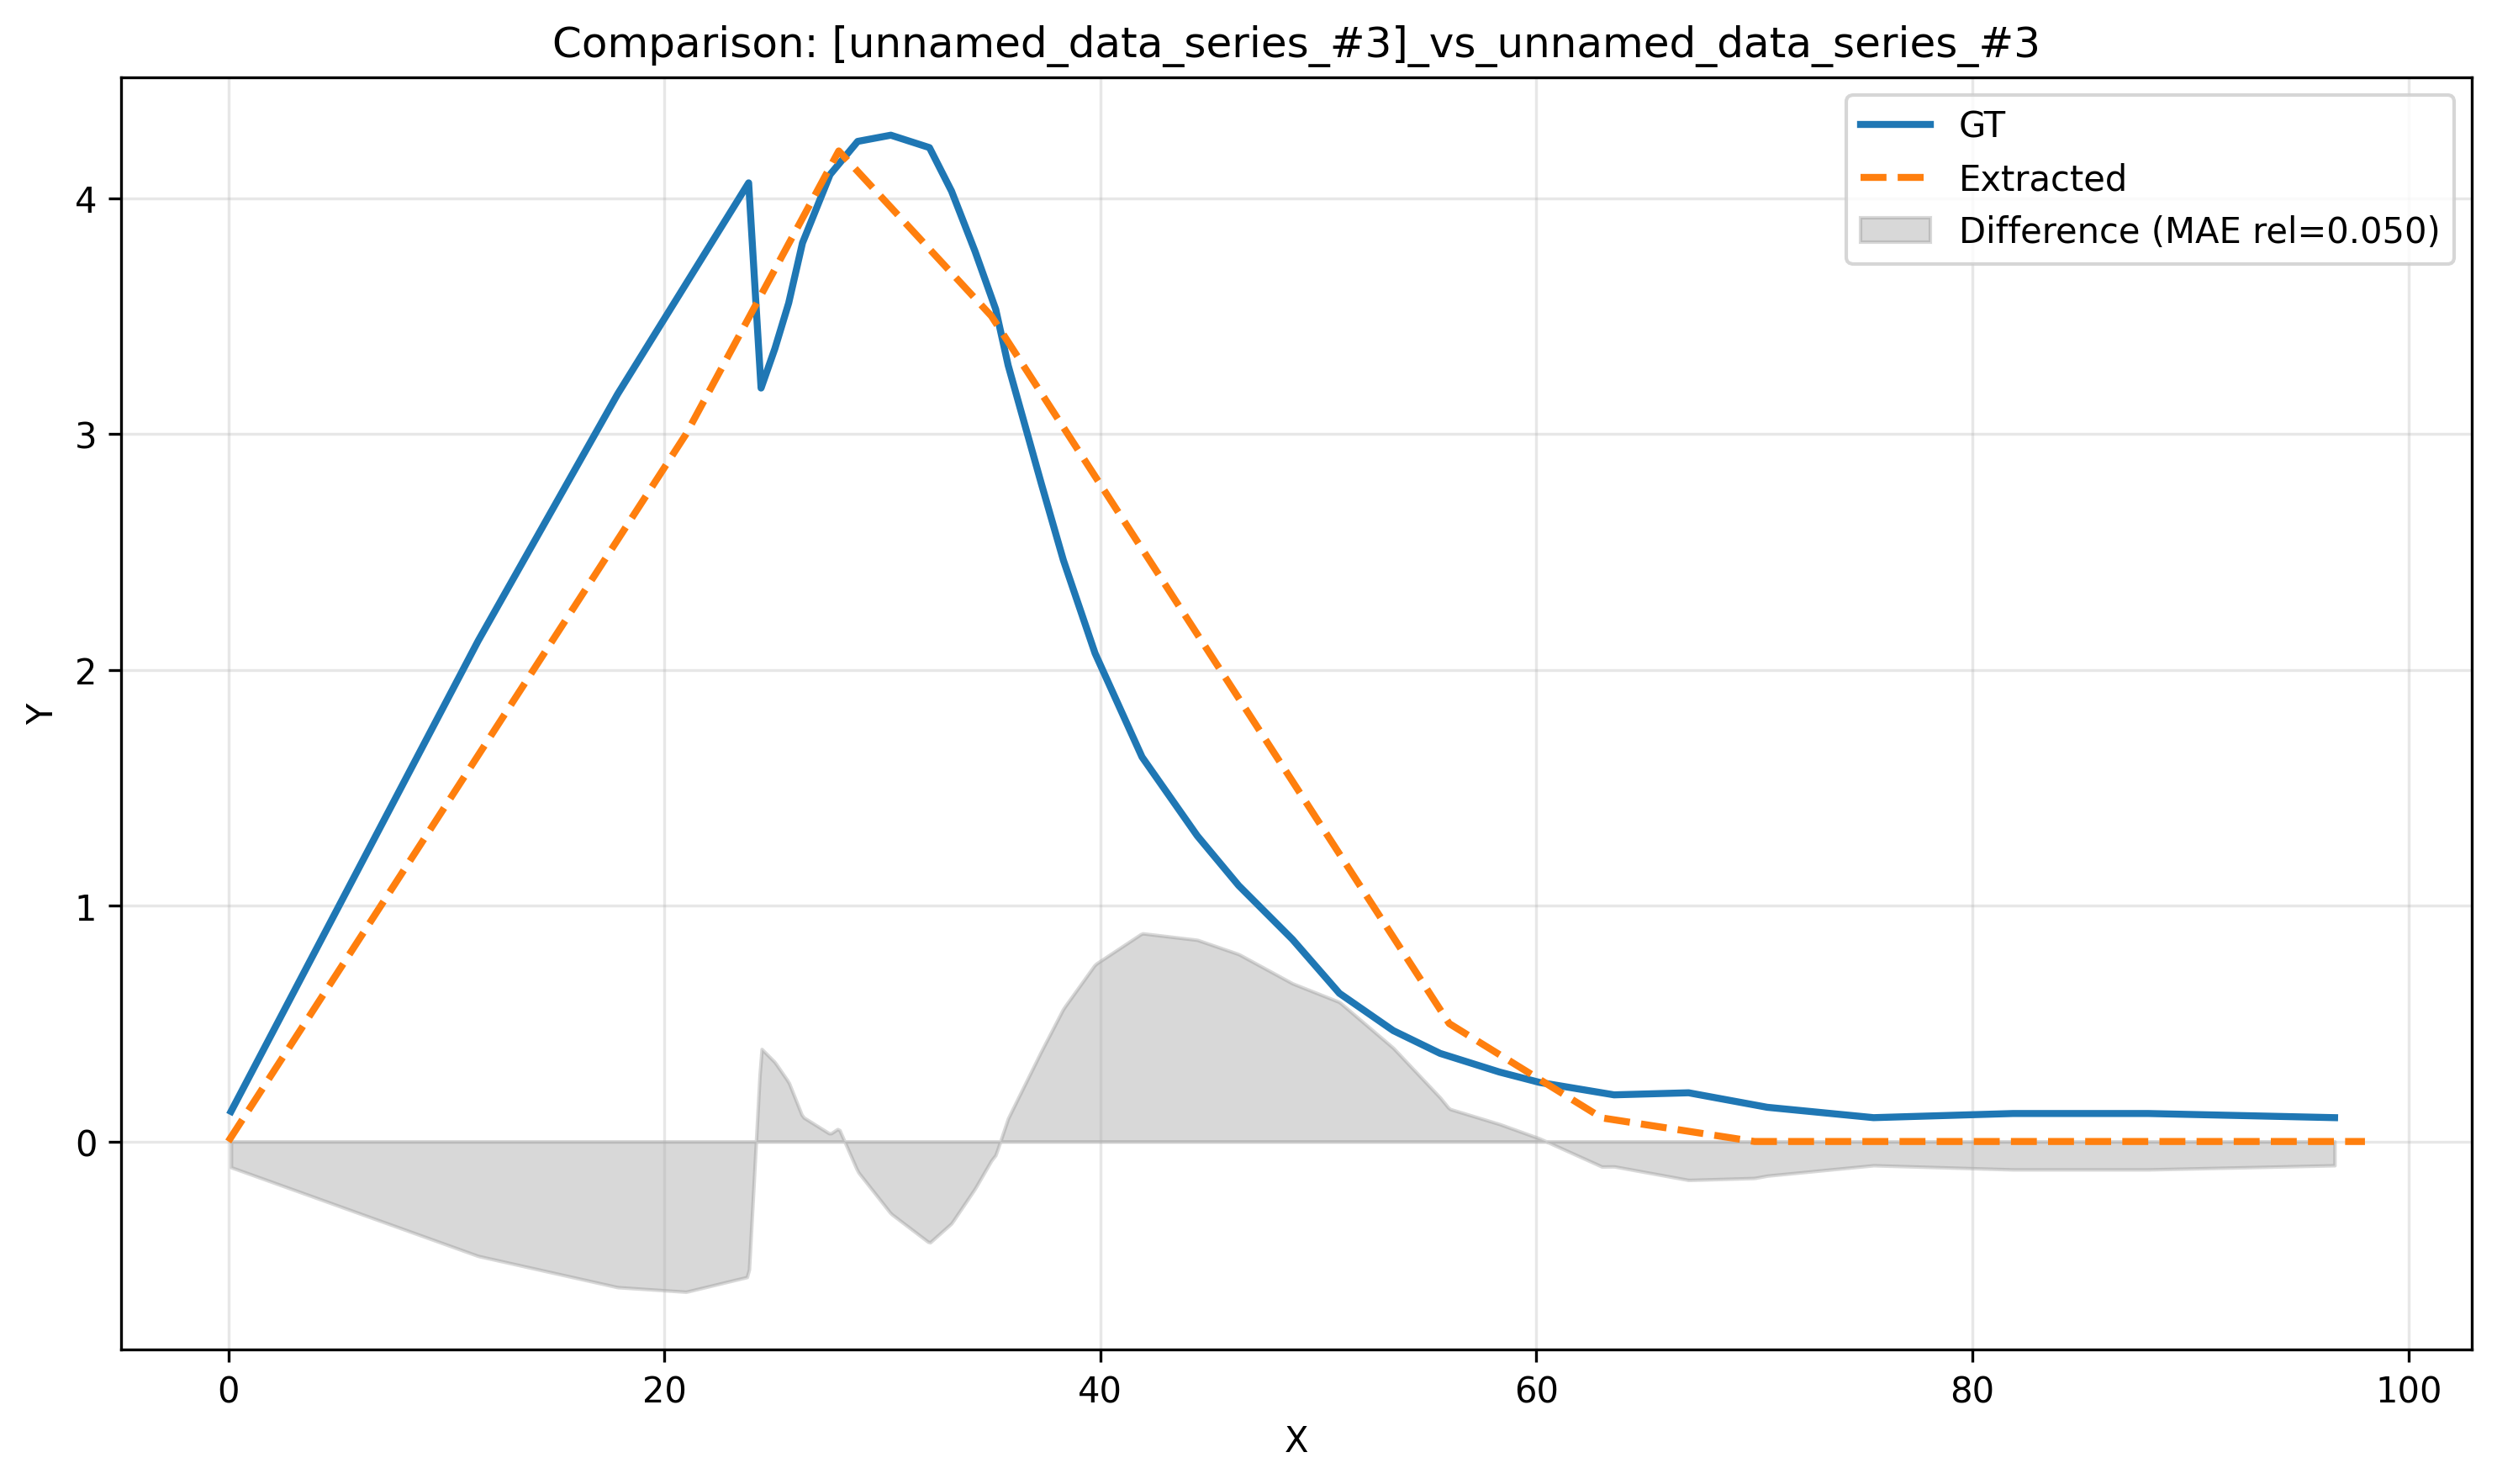 Comparison: [unnamed_data_series_#3]_vs_unnamed_data_series_#3
GT
Extracted
Difference (MAE rel=0.050)
Y
4
3
2
1
0
0 20 40 60 80 100
X